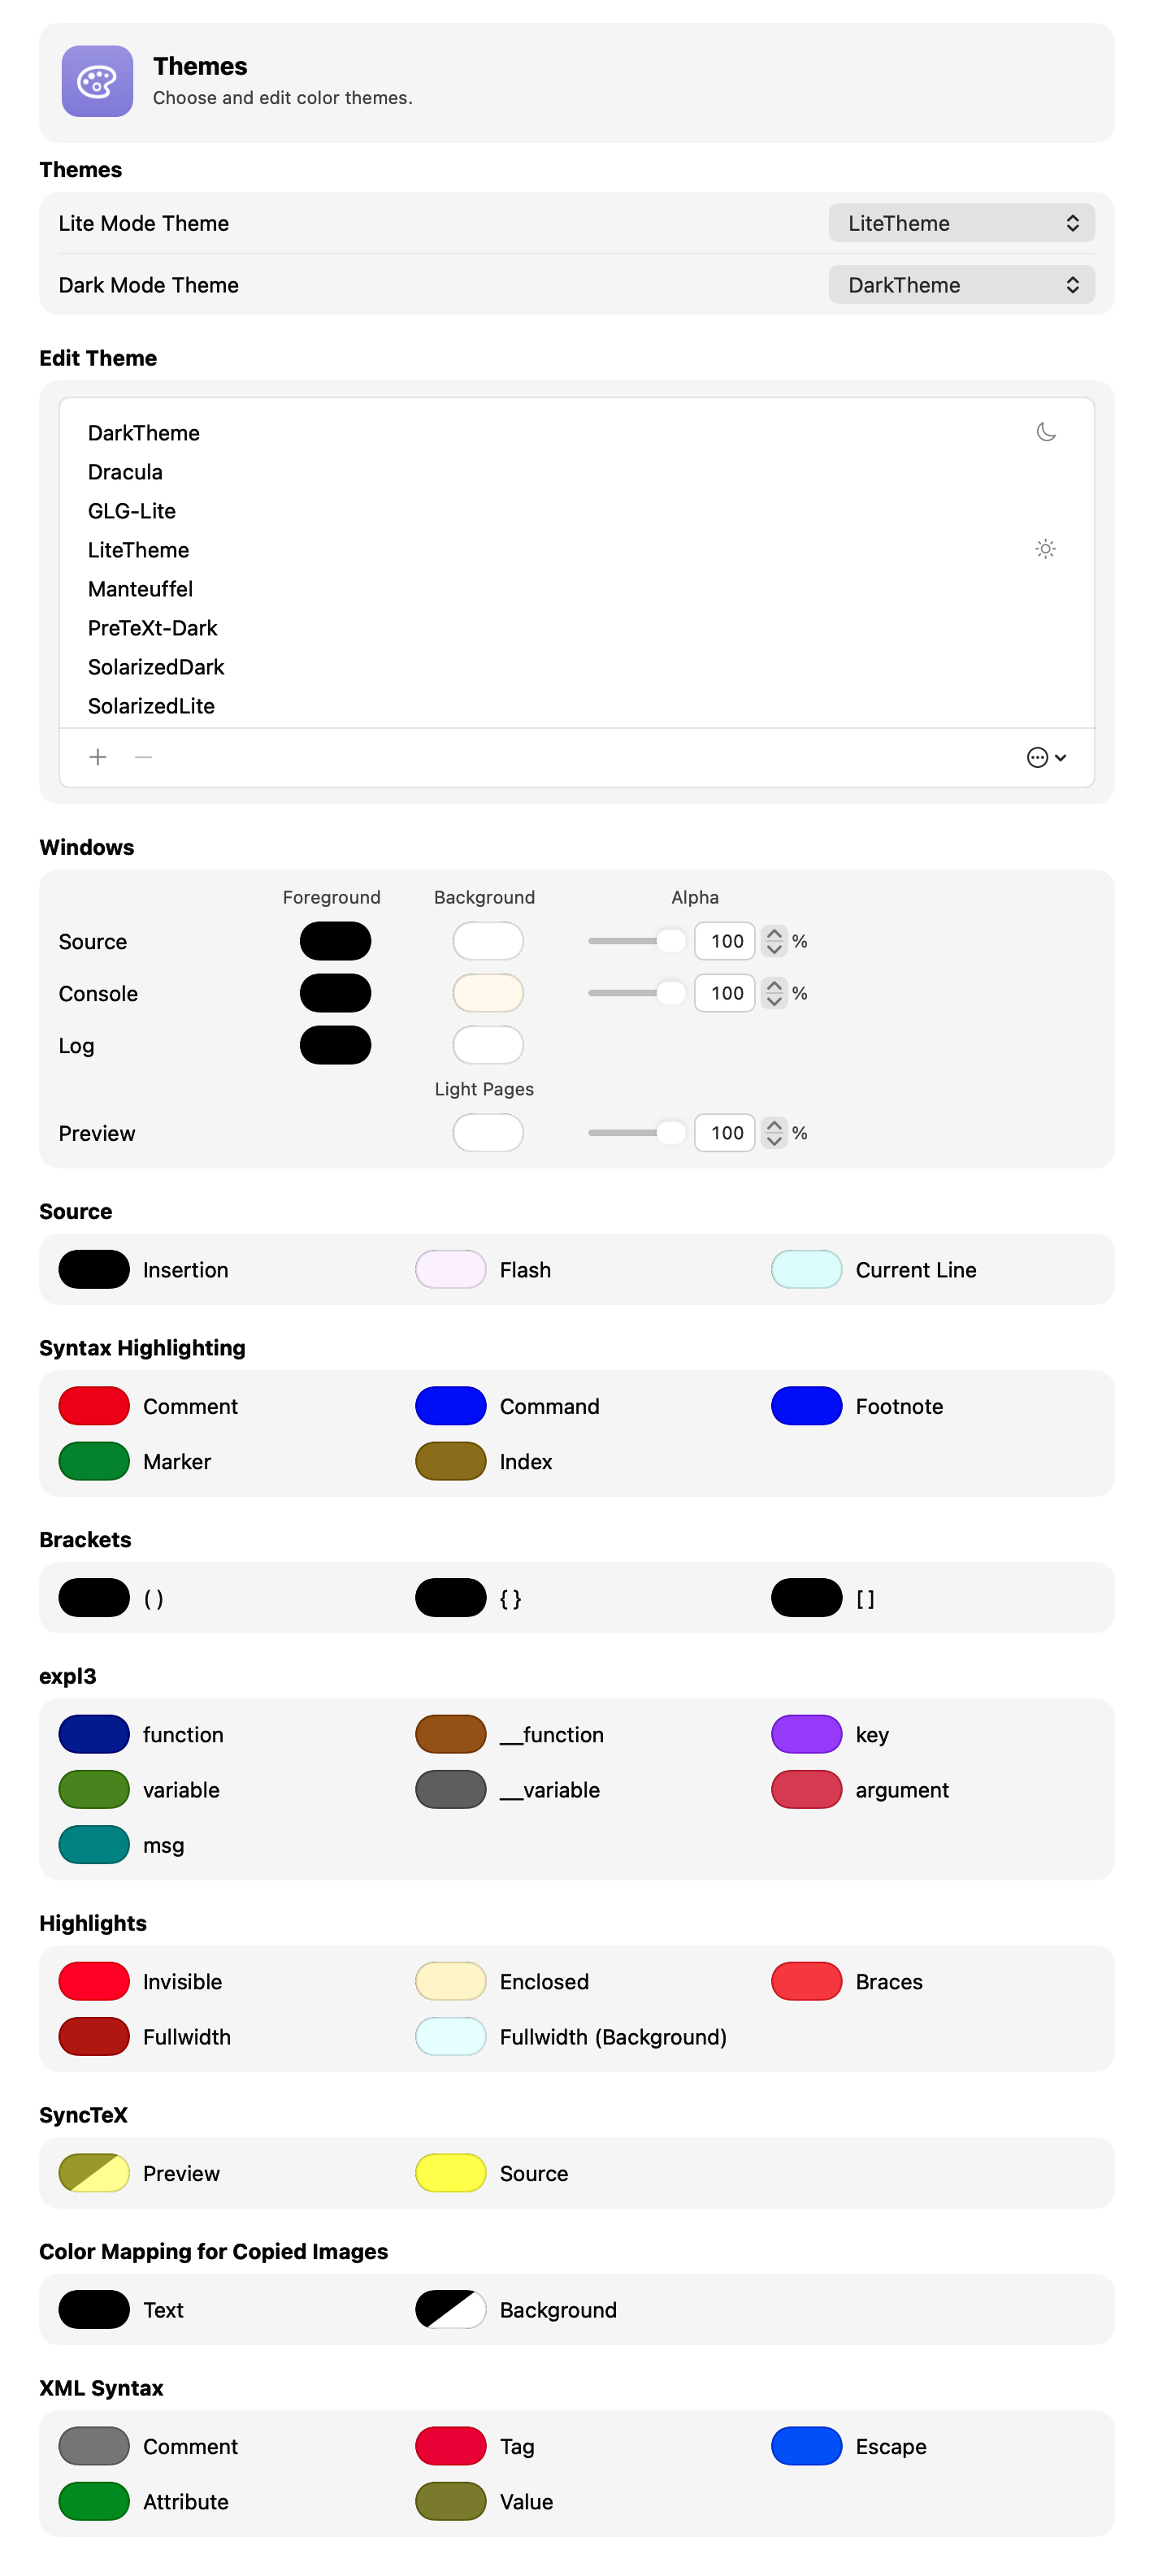 Themes
Choose and edit color themes.
Themes
Lite Mode Theme LiteTheme
Dark Mode Theme DarkTheme
Edit Theme
DarkTheme
Dracula
GLG-Lite
LiteTheme
Manteuffel
PreTeXt-Dark
SolarizedDark
SolarizedLite
Windows
Foreground Background Alpha
Source 100 %
Console 100 %
Log
Light Pages
Preview 100 %
Source
Insertion Flash Current Line
Syntax Highlighting
Comment Command Footnote
Marker Index
Brackets
( ) { } [ ]
expl3
function __function key
variable __variable argument
msg
Highlights
Invisible Enclosed Braces
Fullwidth Fullwidth (Background)
SyncTeX
Preview Source
Color Mapping for Copied Images
Text Background
XML Syntax
Comment Tag Escape
Attribute Value